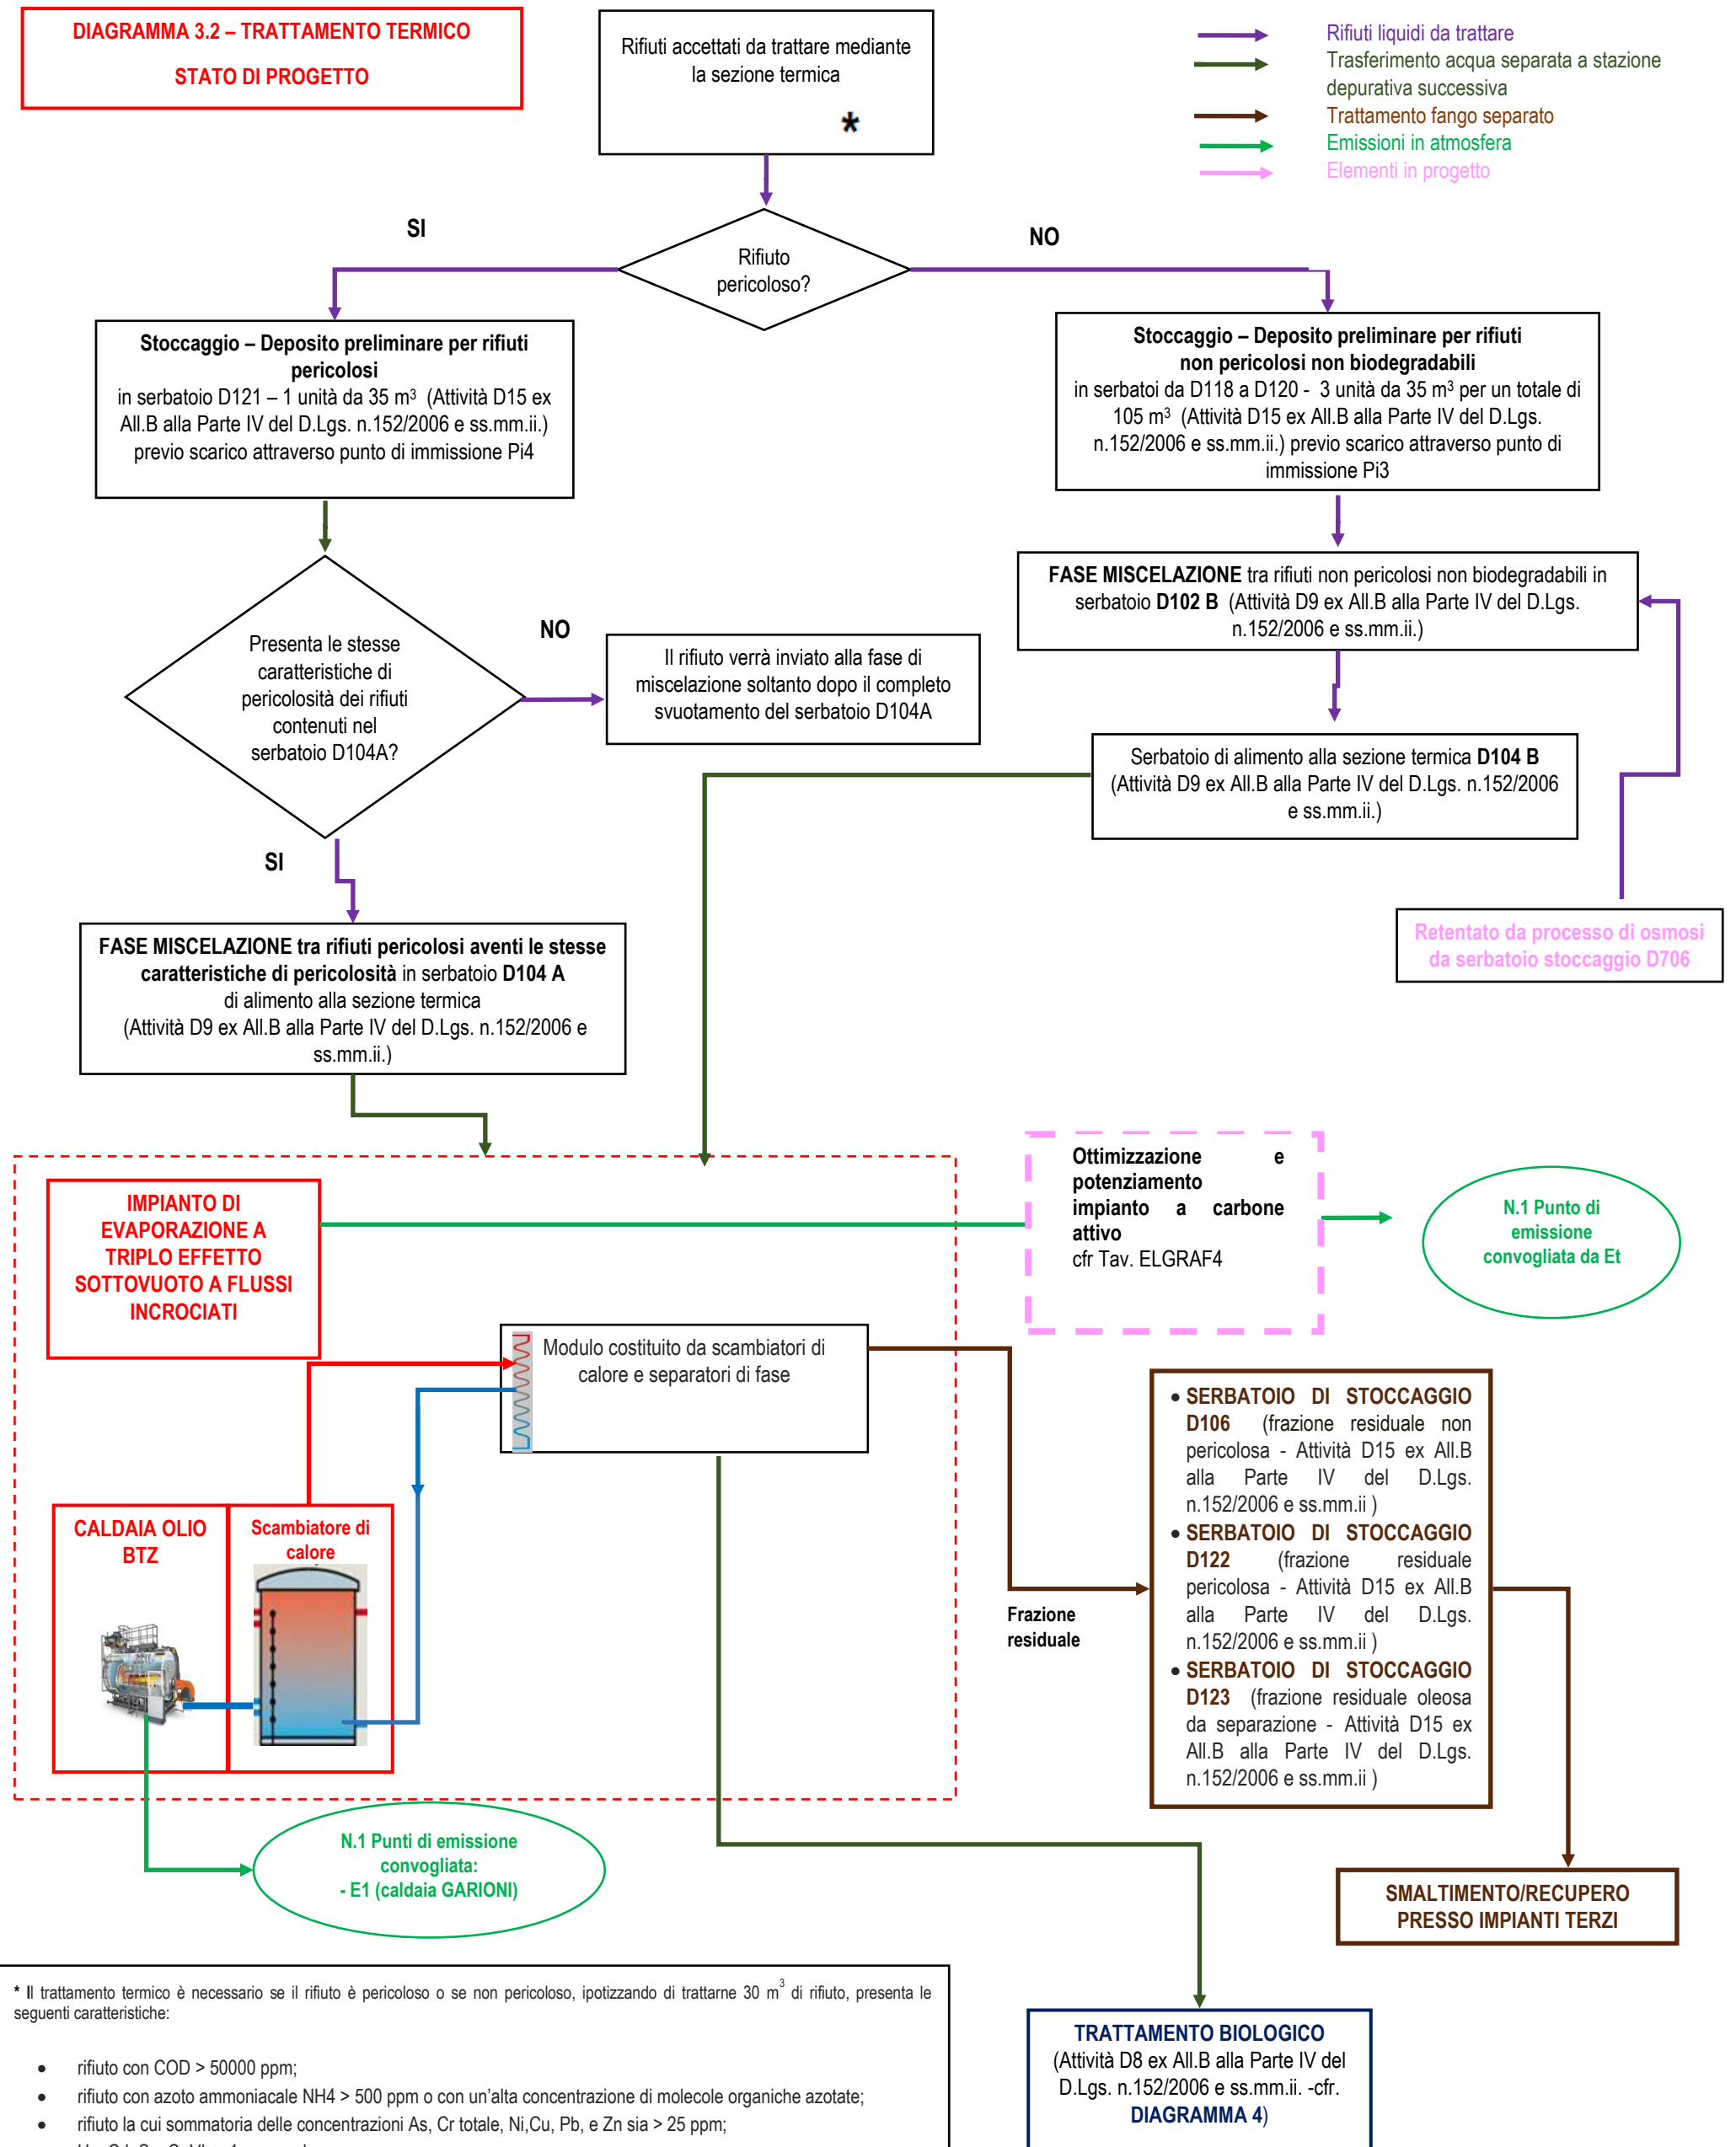 DIAGRAMMA 3.2 – TRATTAMENTO TERMICO
STATO DI PROGETTO
Rifiuti accettati da trattare mediante
la sezione termica
*
Rifiuti liquidi da trattare
Trasferimento acqua separata a stazione
depurativa successiva
Trattamento fango separato
Emissioni in atmosfera
Elementi in progetto
SI
NO
Rifiuto
pericoloso?
Stoccaggio – Deposito preliminare per rifiuti
pericolosi
in serbatoio D121 – 1 unità da 35 m³ (Attività D15 ex
All.B alla Parte IV del D.Lgs. n.152/2006 e ss.mm.ii.)
previo scarico attraverso punto di immissione Pi4
Stoccaggio – Deposito preliminare per rifiuti
non pericolosi non biodegradabili
in serbatoi da D118 a D120 - 3 unità da 35 m³ per un totale di
105 m³ (Attività D15 ex All.B alla Parte IV del D.Lgs.
n.152/2006 e ss.mm.ii.) previo scarico attraverso punto di
immissione Pi3
Presenta le stesse
caratteristiche di
pericolosità dei rifiuti
contenuti nel
serbatoio D104A?
NO
Il rifiuto verrà inviato alla fase di
miscelazione soltanto dopo il completo
svuotamento del serbatoio D104A
FASE MISCELAZIONE tra rifiuti non pericolosi non biodegradabili in
serbatoio D102 B (Attività D9 ex All.B alla Parte IV del D.Lgs.
n.152/2006 e ss.mm.ii.)
Serbatoio di alimento alla sezione termica D104 B
(Attività D9 ex All.B alla Parte IV del D.Lgs. n.152/2006
e ss.mm.ii.)
SI
FASE MISCELAZIONE tra rifiuti pericolosi aventi le stesse
caratteristiche di pericolosità in serbatoio D104 A
di alimento alla sezione termica
(Attività D9 ex All.B alla Parte IV del D.Lgs. n.152/2006 e
ss.mm.ii.)
Retentato da processo di osmosi
da serbatoio stoccaggio D706
IMPIANTO DI
EVAPORAZIONE A
TRIPLO EFFETTO
SOTTOVUOTO A FLUSSI
INCROCIATI
Ottimizzazione e
potenziamento
impianto a carbone
attivo
cfr Tav. ELGRAF4
N.1 Punto di
emissione
convogliata da Et
Modulo costituito da scambiatori di
calore e separatori di fase
CALDAIA OLIO
BTZ
Scambiatore di
calore
Frazione
residuale
• SERBATOIO DI STOCCAGGIO
D106 (frazione residuale non
pericolosa - Attività D15 ex All.B
alla Parte IV del D.Lgs.
n.152/2006 e ss.mm.ii )
• SERBATOIO DI STOCCAGGIO
D122 (frazione residuale
pericolosa - Attività D15 ex All.B
alla Parte IV del D.Lgs.
n.152/2006 e ss.mm.ii )
• SERBATOIO DI STOCCAGGIO
D123 (frazione residuale oleosa
da separazione - Attività D15 ex
All.B alla Parte IV del D.Lgs.
n.152/2006 e ss.mm.ii )
N.1 Punti di emissione
convogliata:
- E1 (caldaia GARIONI)
SMALTIMENTO/RECUPERO
PRESSO IMPIANTI TERZI
* Il trattamento termico è necessario se il rifiuto è pericoloso o se non pericoloso, ipotizzando di trattarne 30 m³ di rifiuto, presenta le
seguenti caratteristiche:
• rifiuto con COD > 50000 ppm;
• rifiuto con azoto ammoniacale NH4 > 500 ppm o con un'alta concentrazione di molecole organiche azotate;
• rifiuto la cui sommatoria delle concentrazioni As, Cr totale, Ni,Cu, Pb, e Zn sia > 25 ppm;
TRATTAMENTO BIOLOGICO
(Attività D8 ex All.B alla Parte IV del
D.Lgs. n.152/2006 e ss.mm.ii. -cfr.
DIAGRAMMA 4)